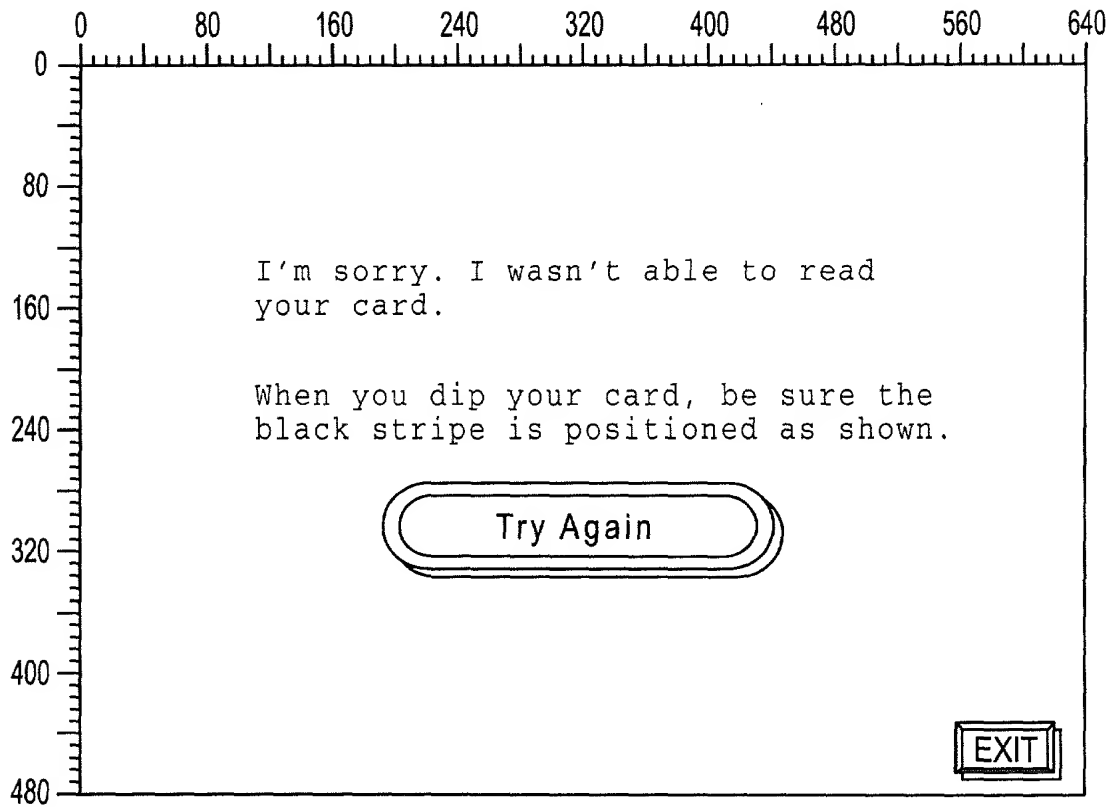 0 80 160 240 320 400 480 560 640
0
80
I'm sorry. I wasn't able to read
160
your card.
When you dip your card, be sure the
240
black stripe is positioned as shown.
Try Again
320
400
EXIT
480